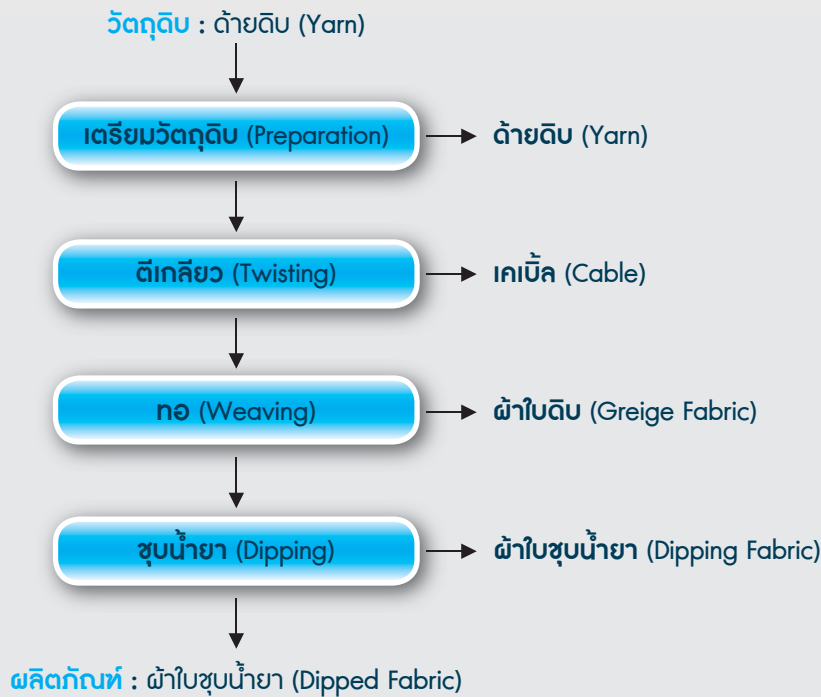 วัตถุดิบ : ด้ายดิบ (Yarn)
เตรียมวัตถุดิบ (Preparation)
ด้ายดิบ (Yarn)
ตีเกลียว (Twisting)
เคเบิ้ล (Cable)
ทอ (Weaving)
ผ้าใบดิบ (Greige Fabric)
ชุบน้ำยา (Dipping)
ผ้าใบชุบน้ำยา (Dipping Fabric)
ผลิตภัณฑ์ : ผ้าใบชุบน้ำยา (Dipped Fabric)